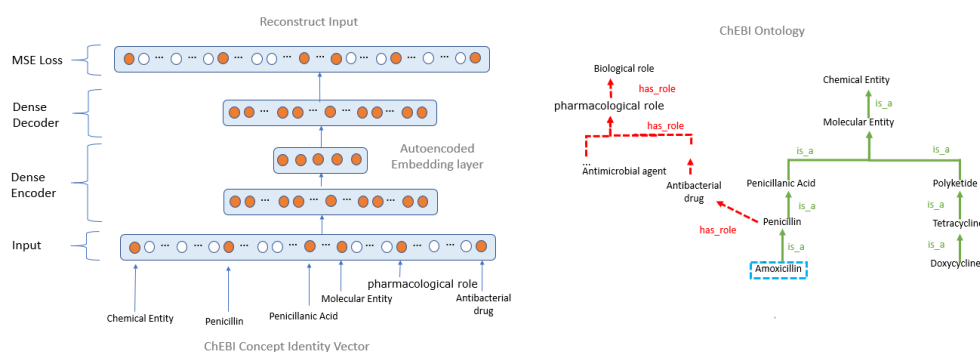 Reconstruct Input
MSE Loss
Dense
Decoder
Autoencoded
Embedding layer
Dense
Encoder
Input
Chemical Entity
Penicillin
Penicillanic Acid
Molecular Entity
pharmacological role
Antibacterial
drug
ChEBI Concept Identity Vector
ChEBI Ontology
Biological role
has_role
pharmacological role
has_role
...
Antimicrobial agent
Antibacterial
drug
has_role
Chemical Entity
is_a
Molecular Entity
is_a
is_a
Penicillanic Acid
Polyketide
is_a
is_a
Penicillin
Tetracycline
is_a
is_a
Amoxicillin
Doxycycline